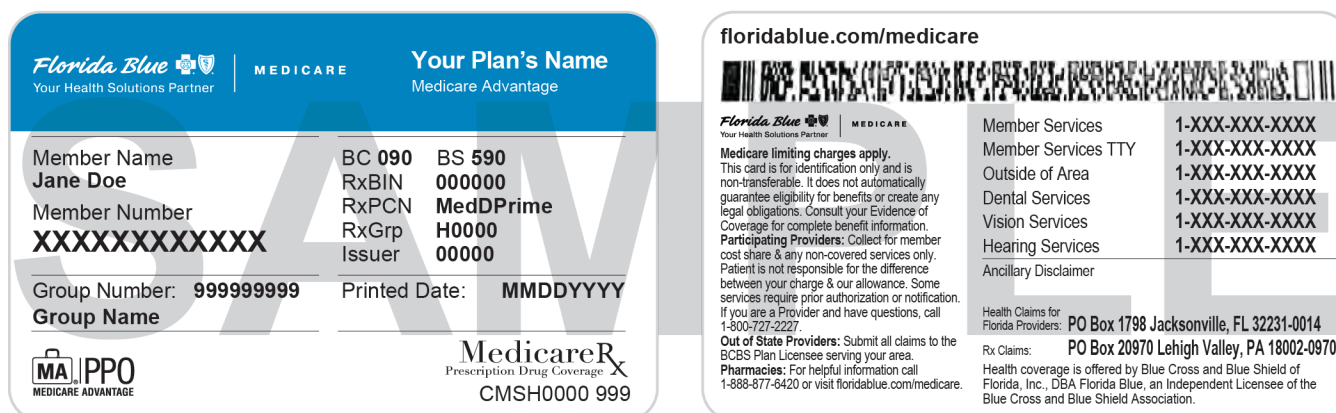 Florida Blue
Your Health Solutions Partner
MEDICARE
Your Plan's Name
Medicare Advantage
Member Name
Jane Doe
Member Number
XXXXXXXXXXXX
BC 090 BS 590
RxBIN 000000
RxPCN MedDPrime
RxGrp H0000
Issuer 00000
Group Number: 999999999
Group Name
Printed Date: MMDDYYYY
MA PPO
MEDICARE ADVANTAGE
MedicareRx
Prescription Drug Coverage
CMSH0000 999
floridablue.com/medicare
Florida Blue
Your Health Solutions Partner
MEDICARE
Medicare limiting charges apply.
This card is for identification only and is
non-transferable. It does not automatically
guarantee eligibility for benefits or create any
legal obligations. Consult your Evidence of
Coverage for complete benefit information.
Participating Providers: Collect for member
cost share & any non-covered services only.
Patient is not responsible for the difference
between your charge & our allowance. Some
services require prior authorization or notification.
If you are a Provider and have questions, call
1-800-727-2227.
Out of State Providers: Submit all claims to the
BCBS Plan Licensee serving your area.
Pharmacies: For helpful information call
1-888-877-6420 or visit floridablue.com/medicare.
Member Services 1-XXX-XXX-XXXX
Member Services TTY 1-XXX-XXX-XXXX
Outside of Area 1-XXX-XXX-XXXX
Dental Services 1-XXX-XXX-XXXX
Vision Services 1-XXX-XXX-XXXX
Hearing Services 1-XXX-XXX-XXXX
Ancillary Disclaimer
Health Claims for
Florida Providers: PO Box 1798 Jacksonville, FL 32231-0014
Rx Claims: PO Box 20970 Lehigh Valley, PA 18002-0970
Health coverage is offered by Blue Cross and Blue Shield of
Florida, Inc., DBA Florida Blue, an Independent Licensee of the
Blue Cross and Blue Shield Association.
SAMPLE